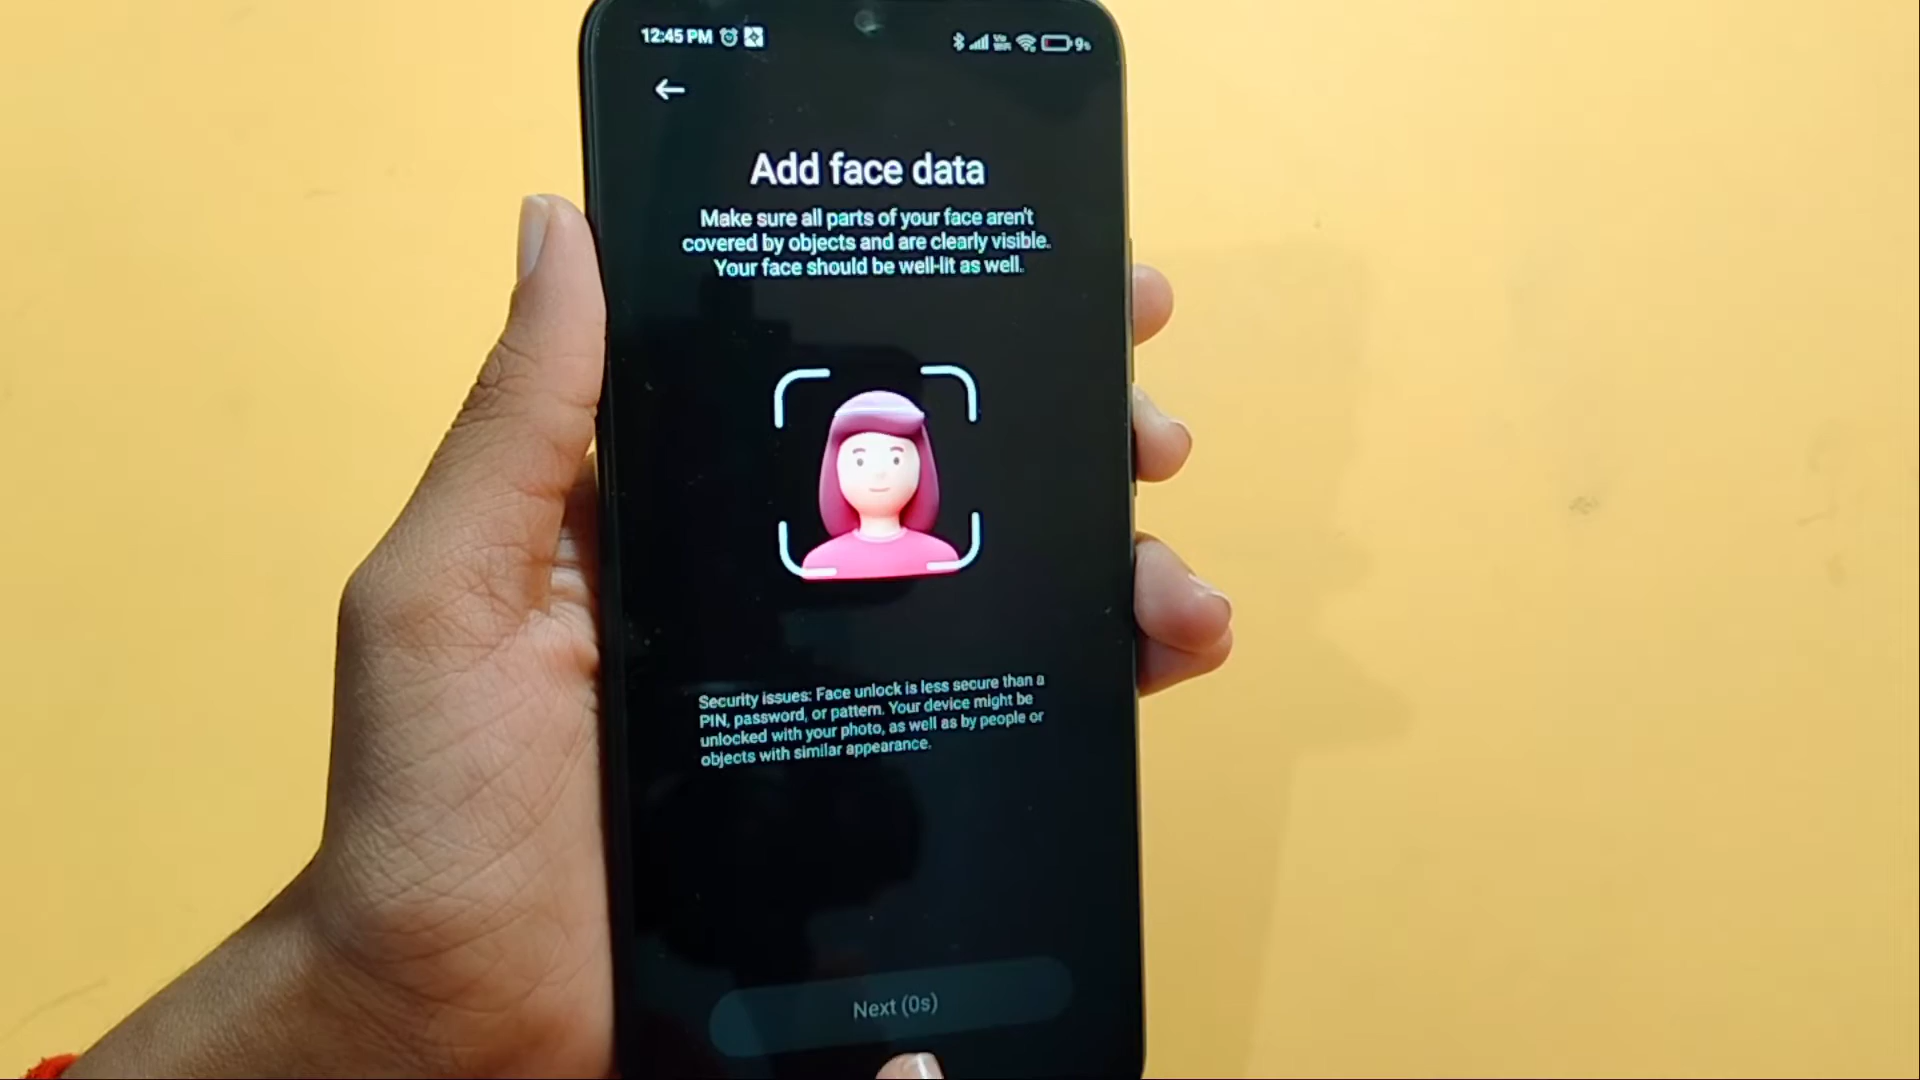 12:45 PM
Vo
WiFi
9%
Add face data
Make sure all parts of your face aren't
covered by objects and are clearly visible.
Your face should be well-lit as well.
Security issues: Face unlock is less secure than a
PIN, password, or pattern. Your device might be
unlocked with your photo, as well as by people or
objects with similar appearance.
Next (0s)